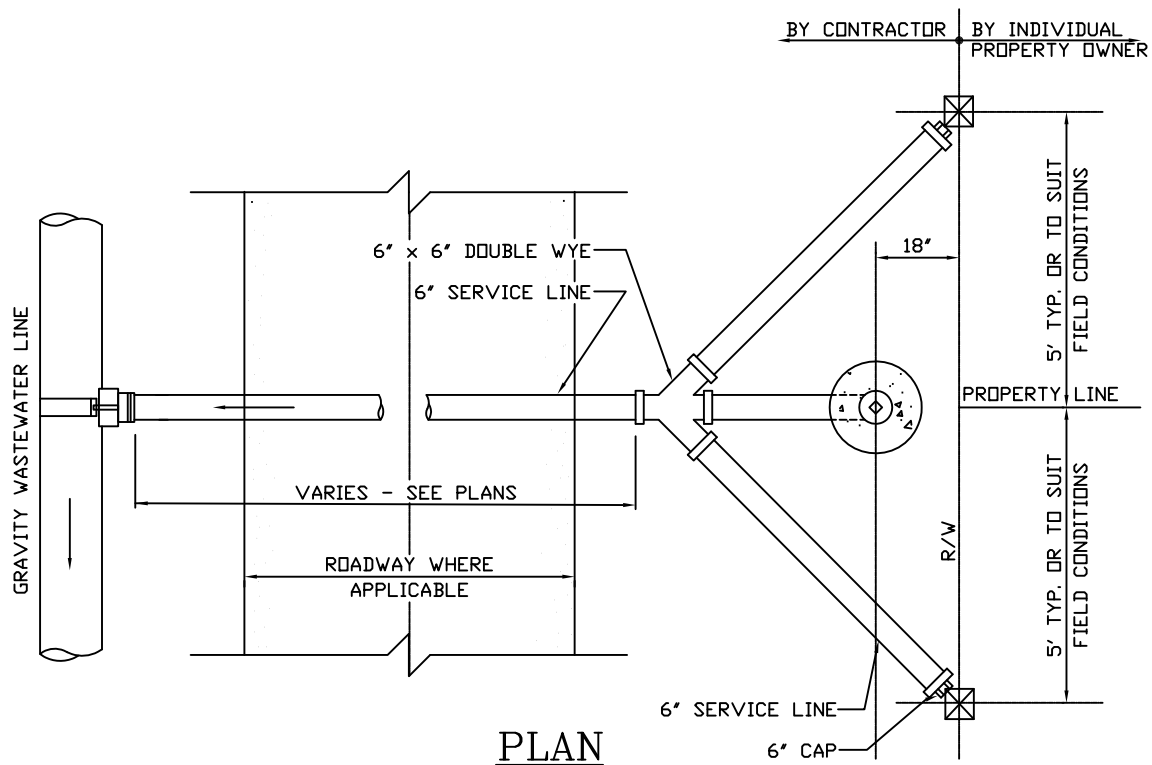 BY CONTRACTOR
BY INDIVIDUAL
PROPERTY OWNER
5' TYP. OR TO SUIT
FIELD CONDITIONS
18"
6" x 6" DOUBLE WYE
6" SERVICE LINE
GRAVITY WASTEWATER LINE
PROPERTY LINE
VARIES - SEE PLANS
ROADWAY WHERE
APPLICABLE
R/W
5' TYP. OR TO SUIT
FIELD CONDITIONS
6" SERVICE LINE
6" CAP
PLAN